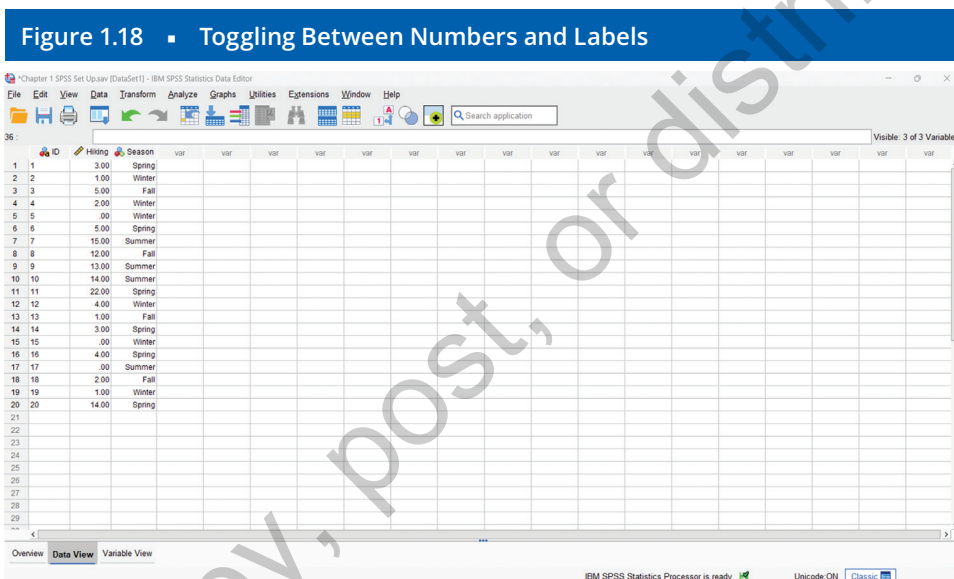 Figure 1.18 ▪ Toggling Between Numbers and Labels
*Chapter 1 SPSS Set Up.sav [DataSet1] - IBM SPSS Statistics Data Editor
File Edit View Data Transform Analyze Graphs Utilities Extensions Window Help
Search application
36 :
Visible: 3 of 3 Variable
ID Hiking Season var var var var var var var var var var var var var var var var var
1 1 3.00 Spring
2 2 1.00 Winter
3 3 5.00 Fall
4 4 2.00 Winter
5 5 .00 Winter
6 6 5.00 Spring
7 7 15.00 Summer
8 8 12.00 Fall
9 9 13.00 Summer
10 10 14.00 Summer
11 11 22.00 Spring
12 12 4.00 Winter
13 13 1.00 Fall
14 14 3.00 Spring
15 15 .00 Winter
16 16 4.00 Spring
17 17 .00 Summer
18 18 2.00 Fall
19 19 1.00 Winter
20 20 14.00 Spring
21
22
23
24
25
26
27
28
29
Overview Data View Variable View
IBM SPSS Statistics Processor is ready Unicode:ON Classic
post, or